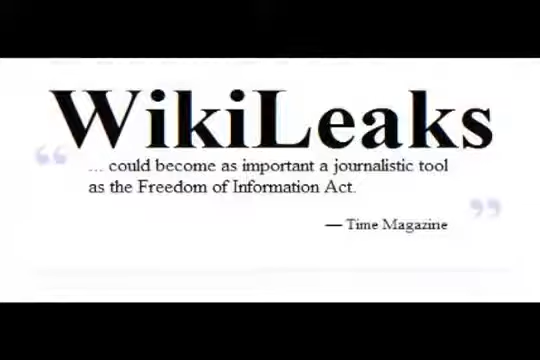 WikiLeaks
“ ... could become as important a journalistic tool
as the Freedom of Information Act. ”
— Time Magazine